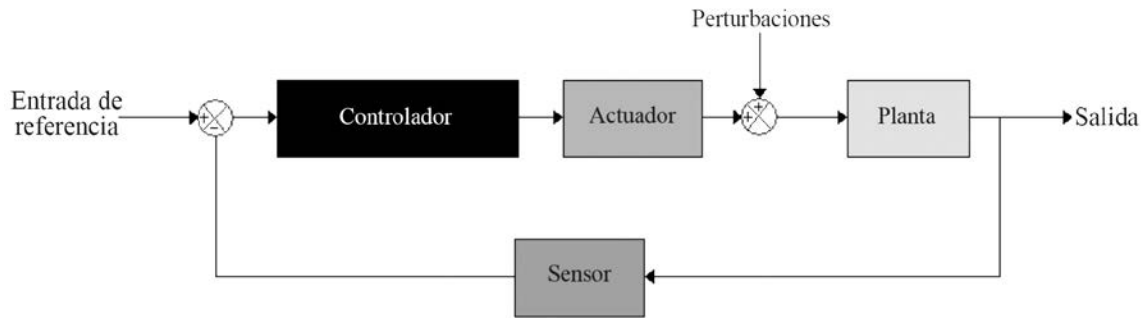 Perturbaciones
Entrada de
referencia
+
−
Controlador
Actuador
+
+
Planta
Salida
Sensor